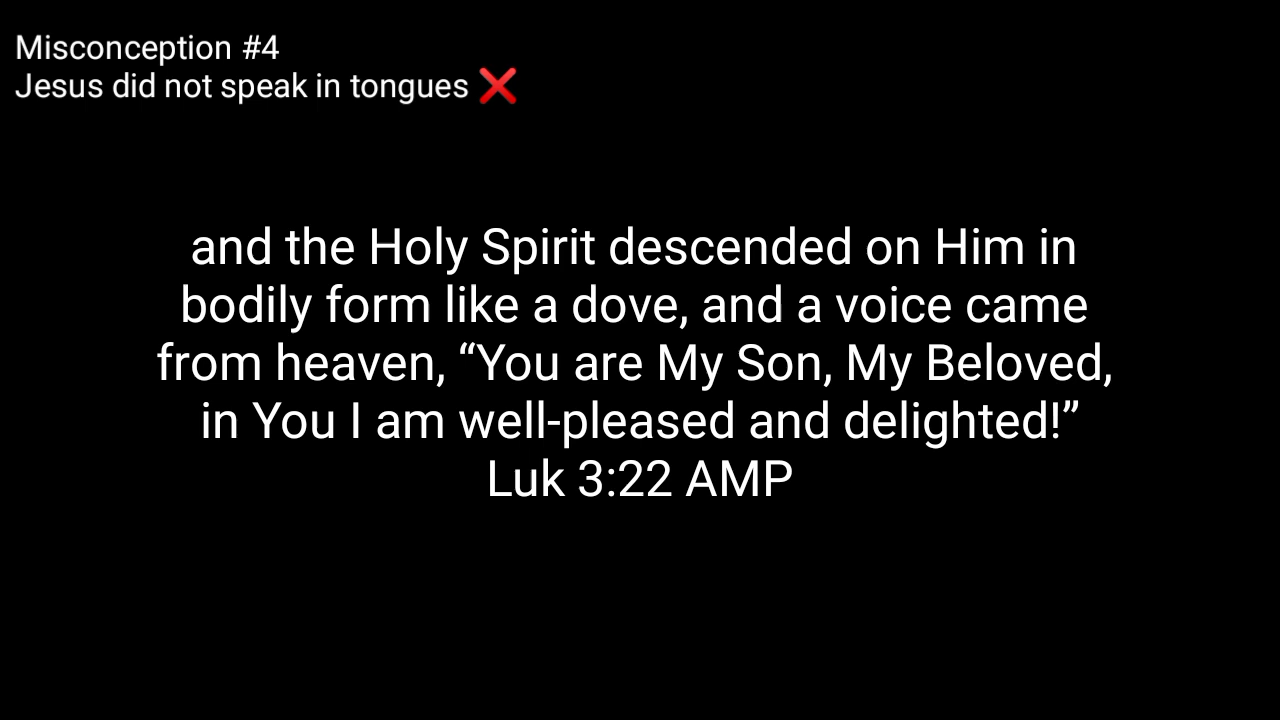 Misconception #4
Jesus did not speak in tongues ❌
and the Holy Spirit descended on Him in
bodily form like a dove, and a voice came
from heaven, “You are My Son, My Beloved,
in You I am well-pleased and delighted!”
Luk 3:22 AMP